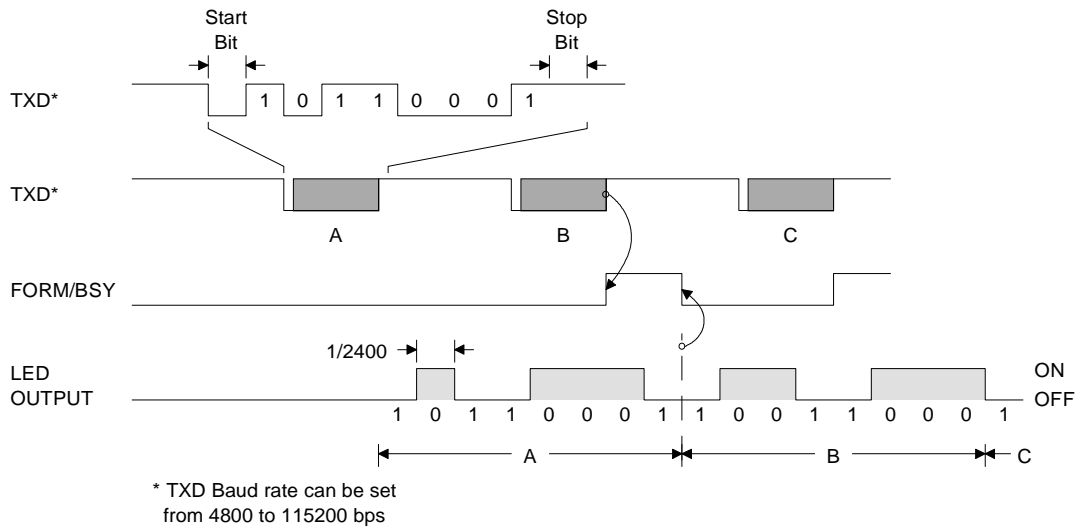 Start
Bit
Stop
Bit
TXD*
1 0 1 1 0 0 0 1
TXD*
A B C
FORM/BSY
1/2400
LED
OUTPUT
ON
OFF
1 0 1 1 0 0 0 1 1 0 0 1 1 0 0 0 1
A B C
* TXD Baud rate can be set
from 4800 to 115200 bps